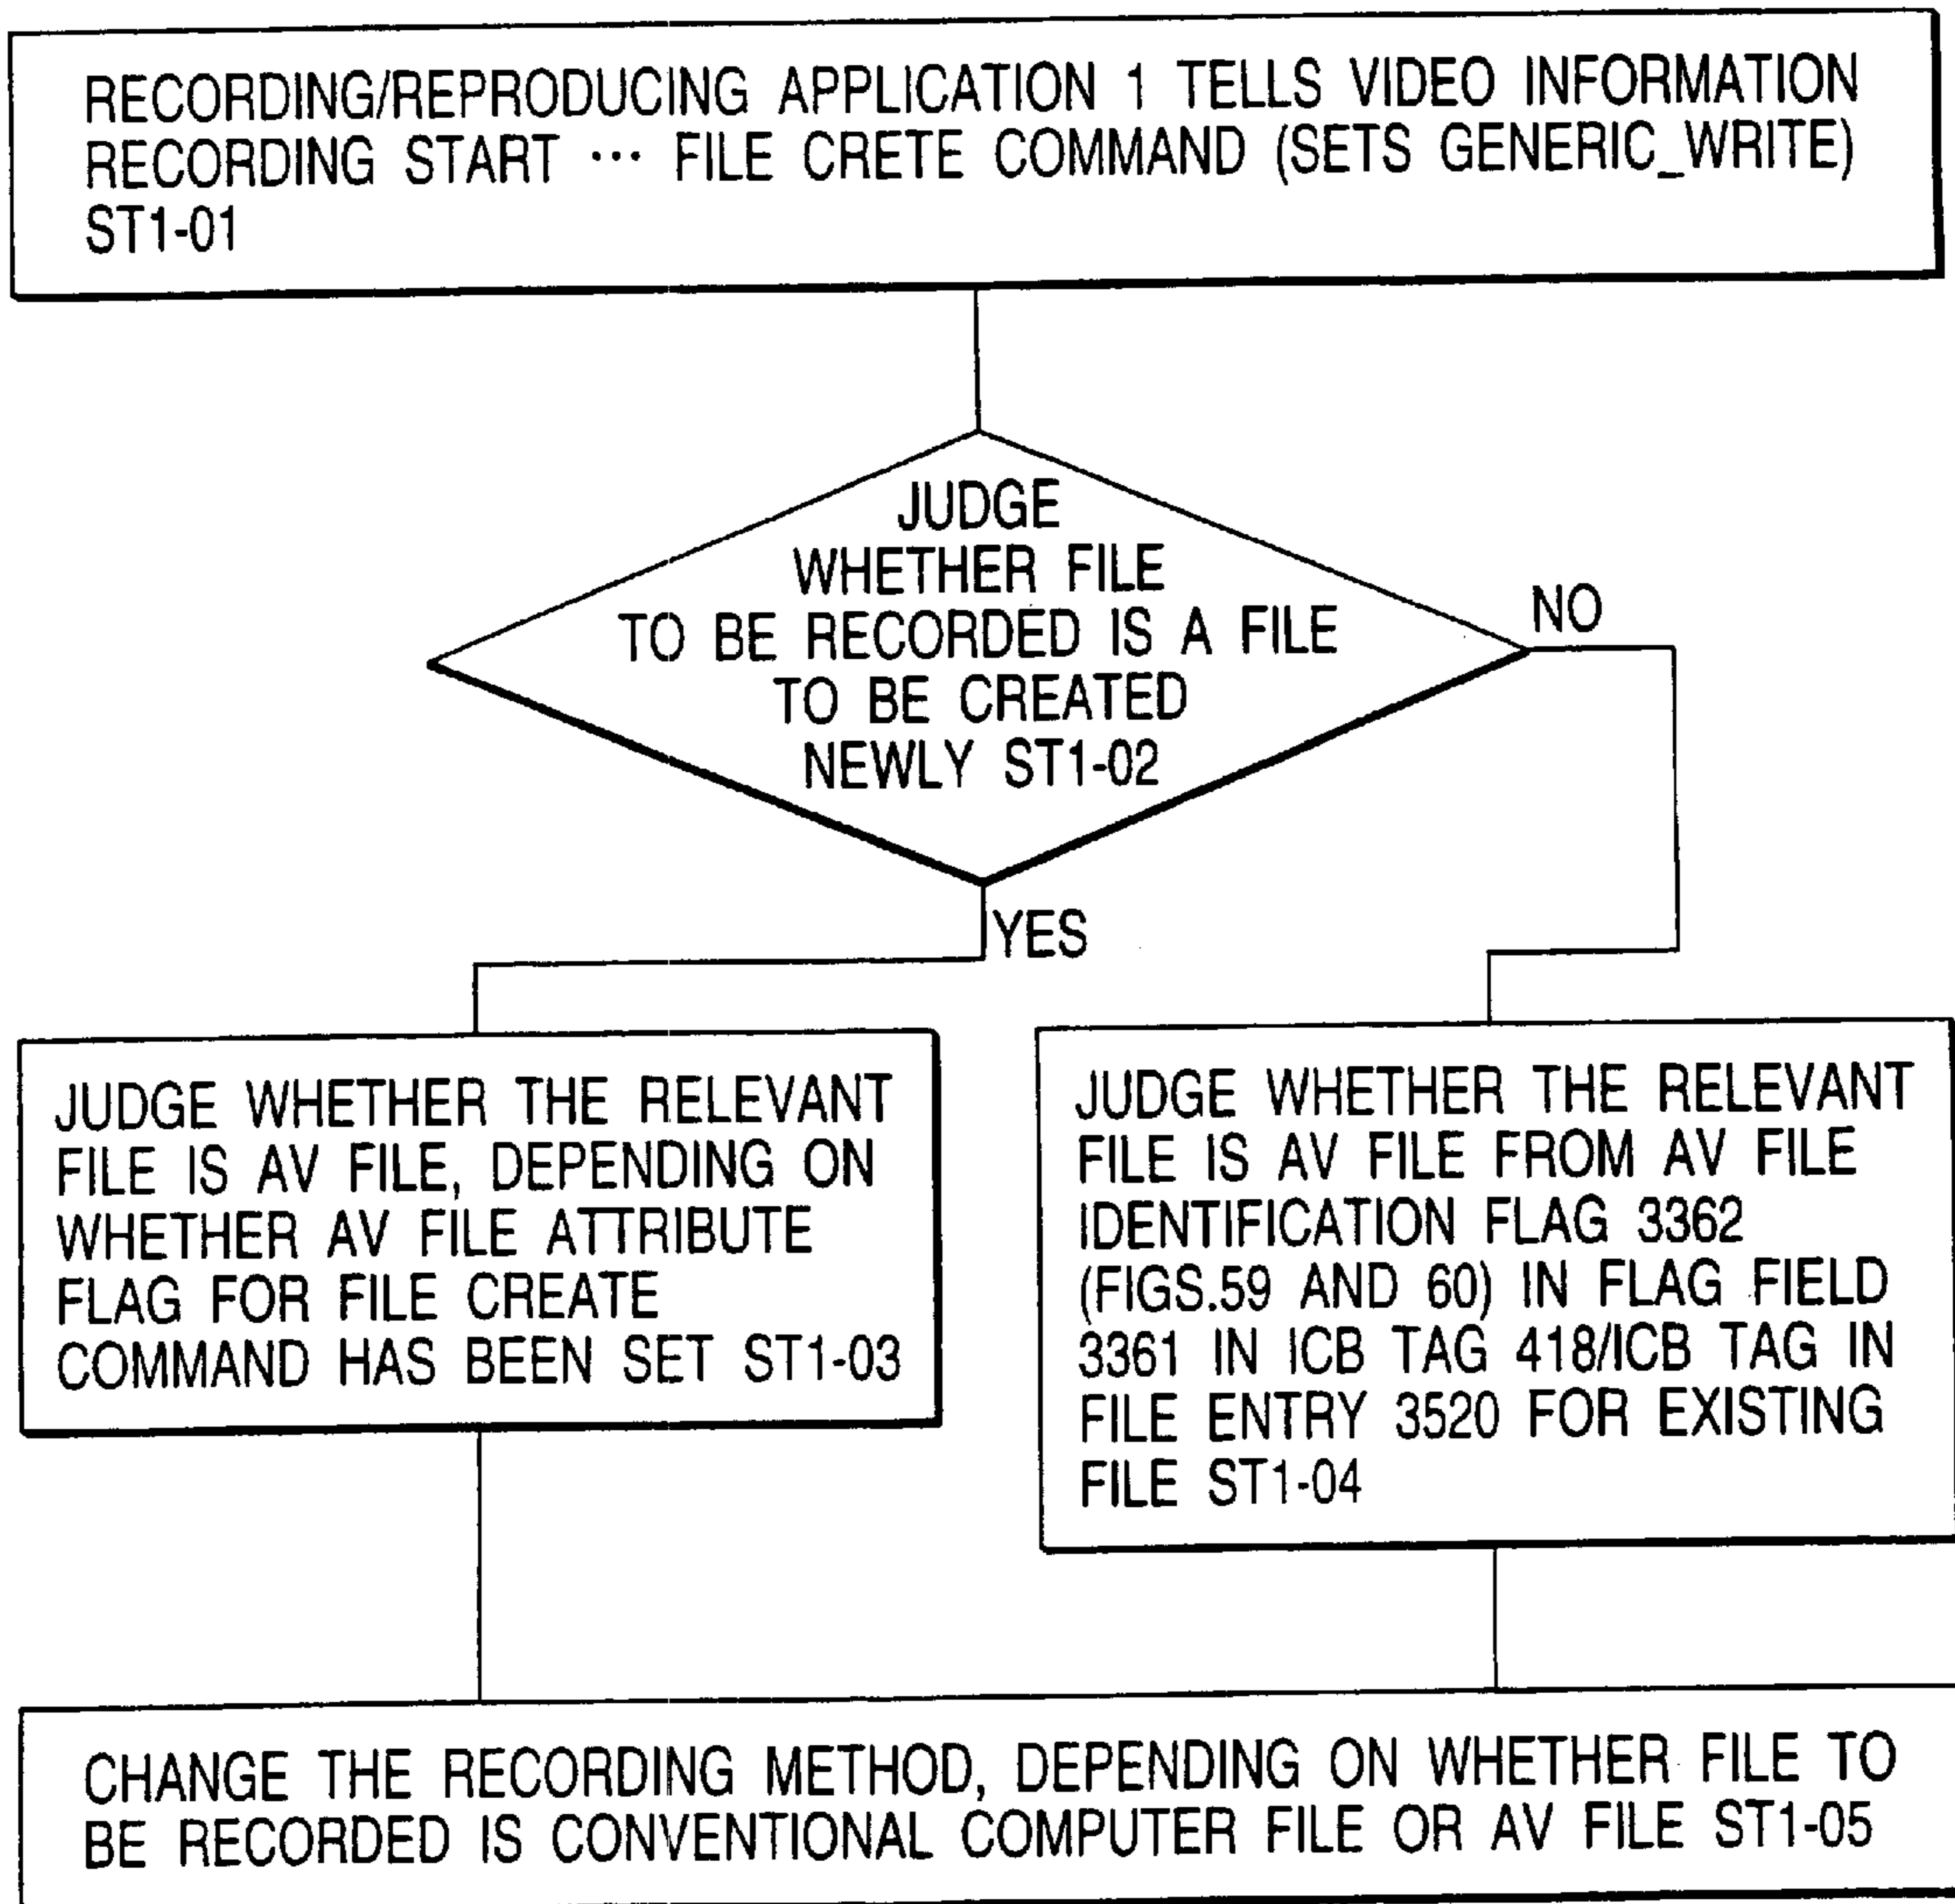 RECORDING/REPRODUCING APPLICATION 1 TELLS VIDEO INFORMATION
RECORDING START ··· FILE CRETE COMMAND (SETS GENERIC_WRITE)
ST1-01
JUDGE
WHETHER FILE
TO BE RECORDED IS A FILE
TO BE CREATED
NEWLY ST1-02
NO
YES
JUDGE WHETHER THE RELEVANT
FILE IS AV FILE, DEPENDING ON
WHETHER AV FILE ATTRIBUTE
FLAG FOR FILE CREATE
COMMAND HAS BEEN SET ST1-03
JUDGE WHETHER THE RELEVANT
FILE IS AV FILE FROM AV FILE
IDENTIFICATION FLAG 3362
(FIGS.59 AND 60) IN FLAG FIELD
3361 IN ICB TAG 418/ICB TAG IN
FILE ENTRY 3520 FOR EXISTING
FILE ST1-04
CHANGE THE RECORDING METHOD, DEPENDING ON WHETHER FILE TO
BE RECORDED IS CONVENTIONAL COMPUTER FILE OR AV FILE ST1-05